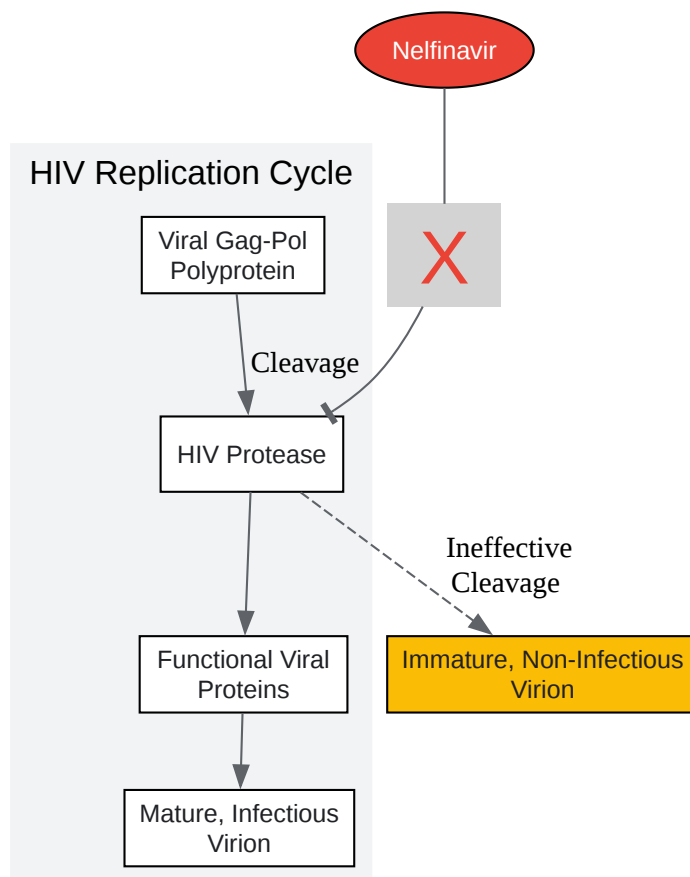 Nelfinavir
HIV Replication Cycle
Viral Gag-Pol
Polyprotein
X
Cleavage
HIV Protease
Ineffective
Cleavage
Functional Viral
Proteins
Immature, Non-Infectious
Virion
Mature, Infectious
Virion